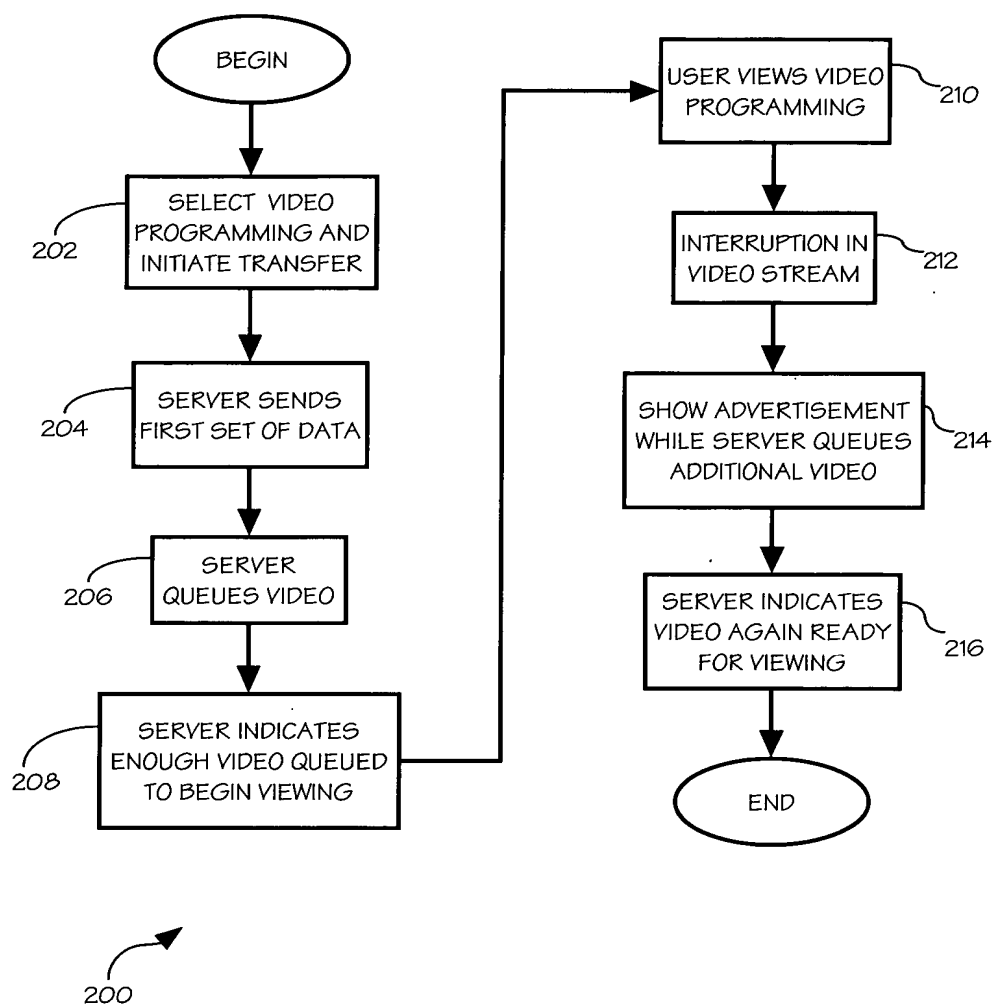 BEGIN
SELECT VIDEO
PROGRAMMING AND
INITIATE TRANSFER
202
SERVER SENDS
FIRST SET OF DATA
204
SERVER
QUEUES VIDEO
206
SERVER INDICATES
ENOUGH VIDEO QUEUED
TO BEGIN VIEWING
208
USER VIEWS VIDEO
PROGRAMMING
210
INTERRUPTION IN
VIDEO STREAM
212
SHOW ADVERTISEMENT
WHILE SERVER QUEUES
ADDITIONAL VIDEO
214
SERVER INDICATES
VIDEO AGAIN READY
FOR VIEWING
216
END
200